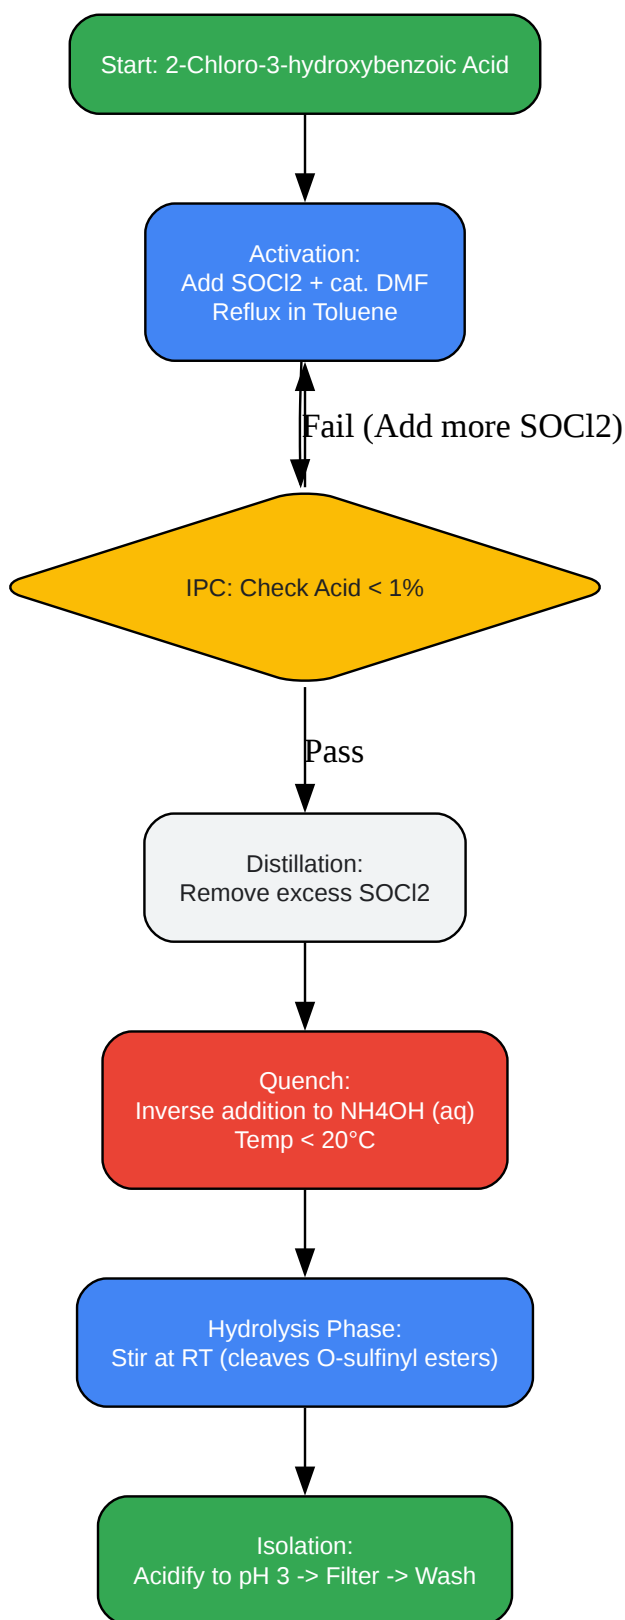 Start: 2-Chloro-3-hydroxybenzoic Acid
Activation:
Add SOCl2 + cat. DMF
Reflux in Toluene
Fail (Add more SOCl2)
IPC: Check Acid < 1%
Pass
Distillation:
Remove excess SOCl2
Quench:
Inverse addition to NH4OH (aq)
Temp < 20°C
Hydrolysis Phase:
Stir at RT (cleaves O-sulfinyl esters)
Isolation:
Acidify to pH 3 -> Filter -> Wash